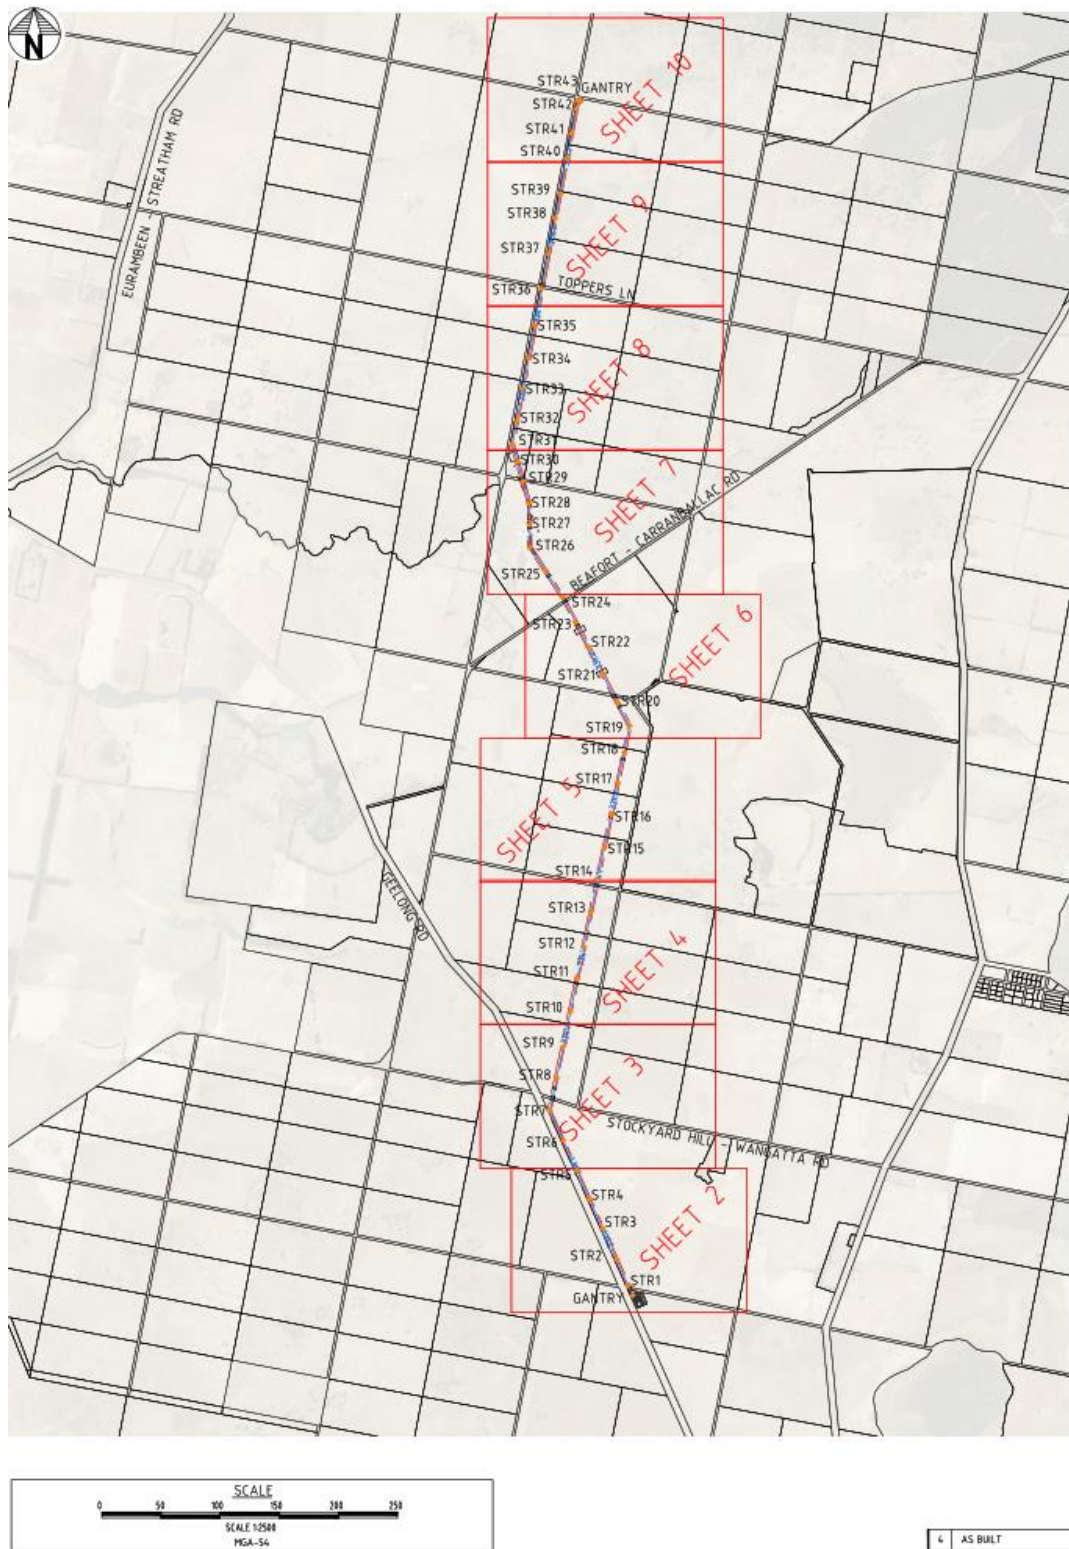 N
STR43
GANTRY
STR42
STR41
STR40
SHEET 10
STR39
STR38
STR37
SHEET 9
STR36
TOPPERS LN
EURAMBEEN - STREATHAM RD
STR35
STR34
STR33
STR32
STR31
SHEET 8
STR30
STR29
STR28
STR27
STR26
STR25
SHEET 7
BEAFORT - CARRANBALLAC RD
STR24
STR23
STR22
STR21
STR20
STR19
SHEET 6
STR18
STR17
STR16
STR15
STR14
SHEET 5
GEELONG RD
STR13
STR12
STR11
STR10
SHEET 4
STR9
STR8
STR7
STR6
STR5
SHEET 3
STOCKYARD HILL - WANGATTA RD
STR4
STR3
STR2
STR1
GANTRY
SHEET 2
SCALE
0 50 100 150 200 250
SCALE 1:2500
MGA-54
4 AS BUILT